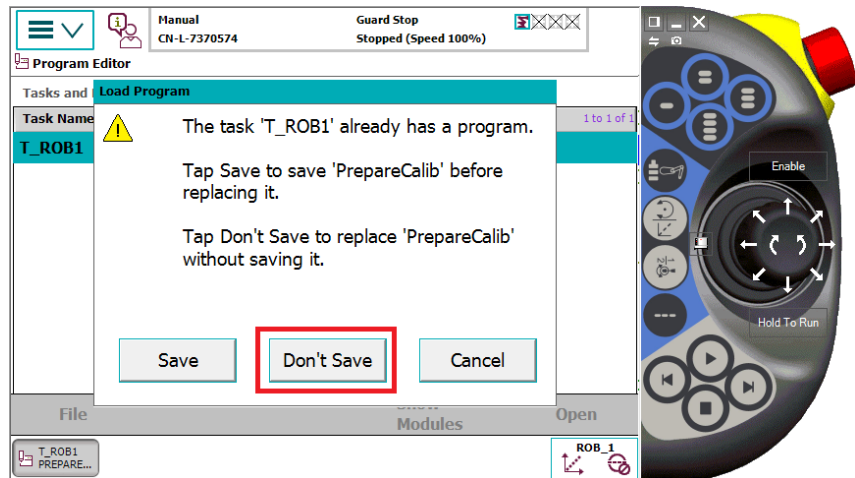 Manual
CN-L-7370574
Guard Stop
Stopped (Speed 100%)
Program Editor
Tasks and
Load Program
Task Name
1 to 1 of 1
T_ROB1
The task 'T_ROB1' already has a program.
Tap Save to save 'PrepareCalib' before
replacing it.
Tap Don't Save to replace 'PrepareCalib'
without saving it.
Save
Don't Save
Cancel
File
Show
Modules
Open
T_ROB1
PREPARE...
ROB_1
Enable
Hold To Run